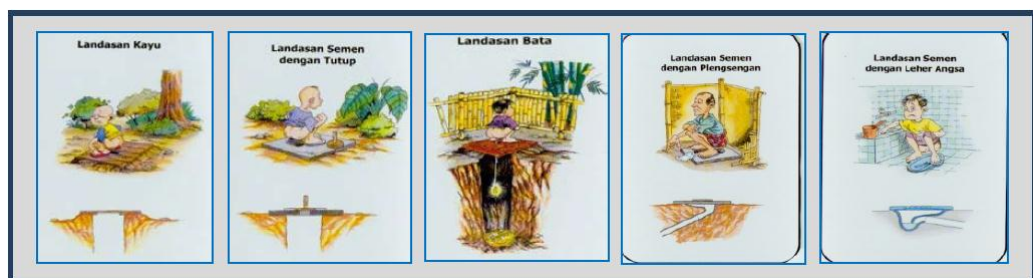 Landasan Kayu
Landasan Semen
dengan Tutup
Landasan Bata
Landasan Semen
dengan Plengsengan
Landasan Semen
dengan Leher Angsa